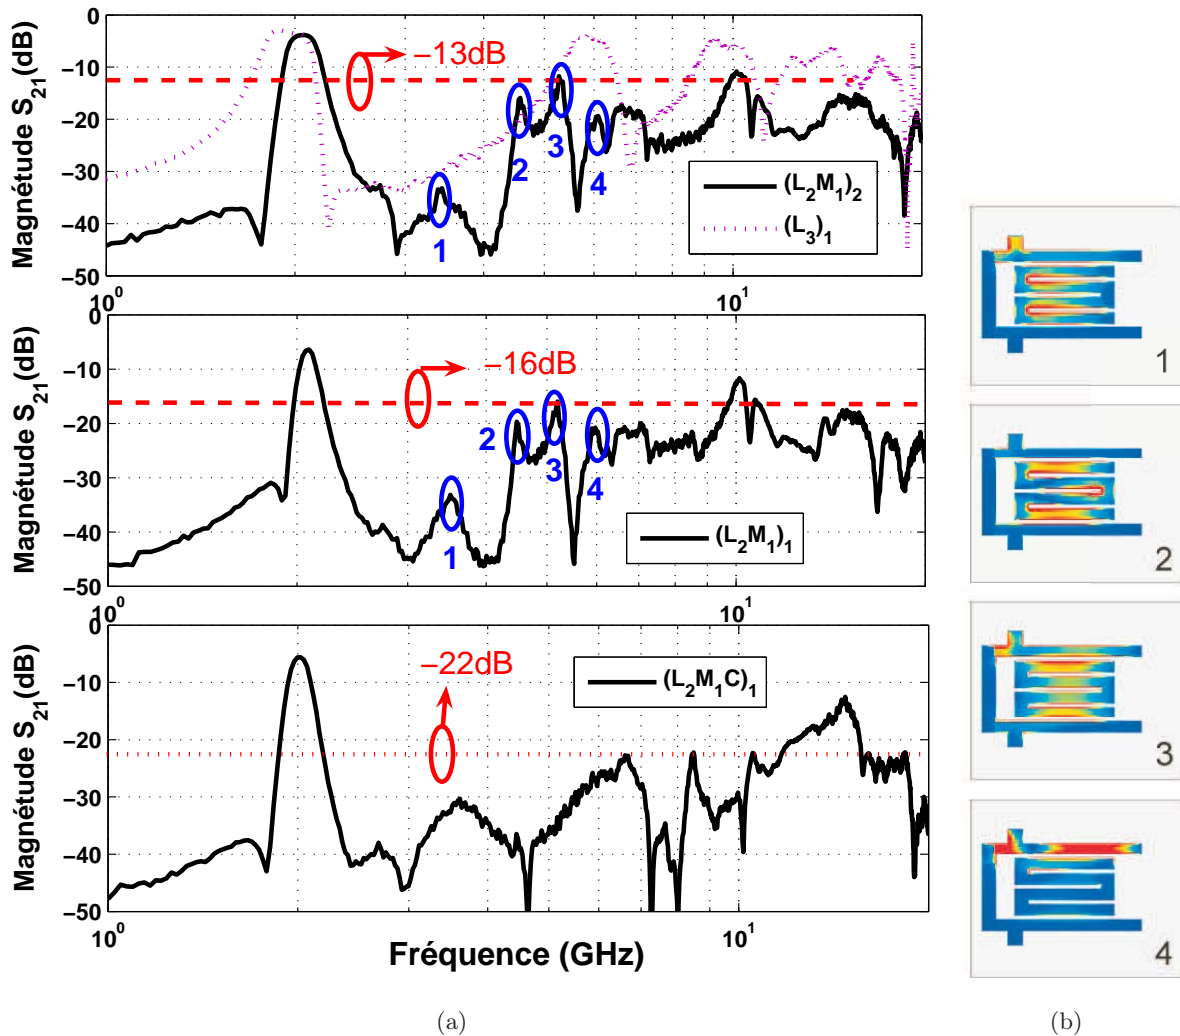 Magnétude S21(dB)
0
−10
−20
−30
−40
−50
−13dB
1
2
3
4
(L2M1)2
(L3)1
10^0
10^1
Magnétude S21(dB)
0
−10
−20
−30
−40
−50
−16dB
1
2
3
4
(L2M1)1
10^0
10^1
Magnétude S21(dB)
0
−10
−20
−30
−40
−50
−22dB
(L2M1C)1
10^0
10^1
Fréquence (GHz)
(a)
1
2
3
4
(b)